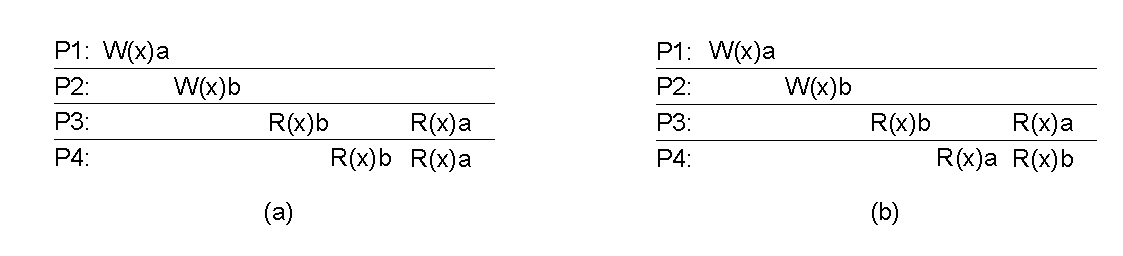 P1: W(x)a
P2: W(x)b
P3: R(x)b R(x)a
P4: R(x)b R(x)a
(a)
P1: W(x)a
P2: W(x)b
P3: R(x)b R(x)a
P4: R(x)a R(x)b
(b)